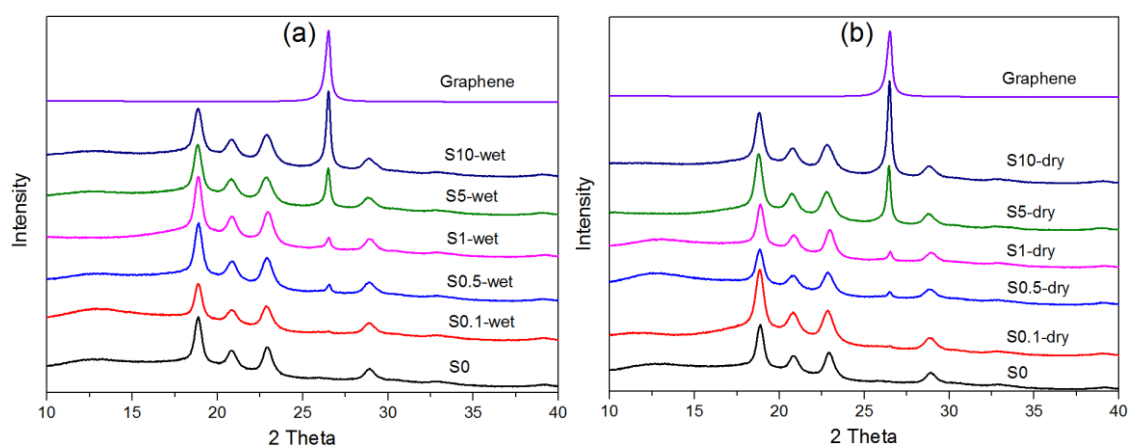 (a)
Graphene
S10-wet
S5-wet
S1-wet
S0.5-wet
S0.1-wet
S0
Intensity
10 15 20 25 30 35 40
2 Theta
(b)
Graphene
S10-dry
S5-dry
S1-dry
S0.5-dry
S0.1-dry
S0
Intensity
10 15 20 25 30 35 40
2 Theta